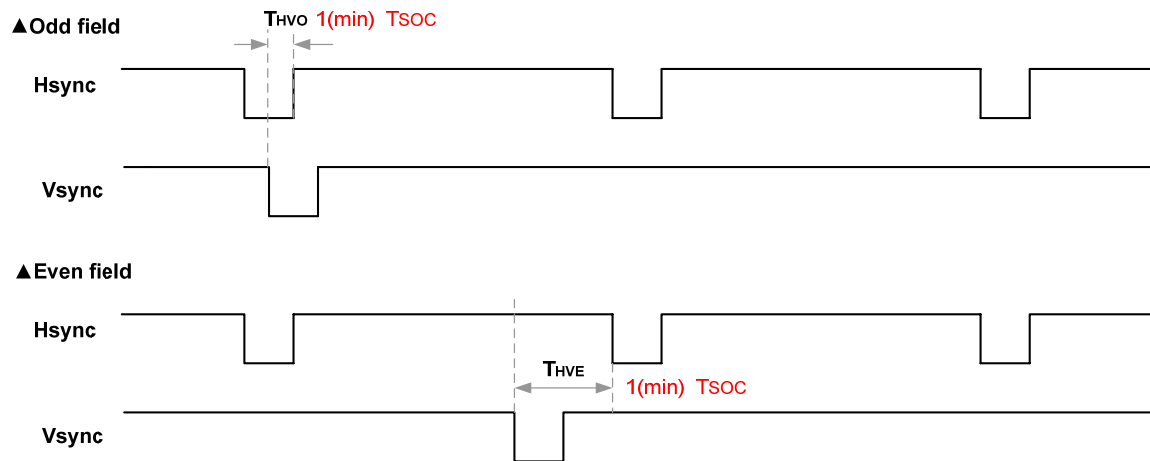 ▲Odd field
THVO 1(min) TSOC
Hsync
Vsync
▲Even field
Hsync
THVE
1(min) TSOC
Vsync